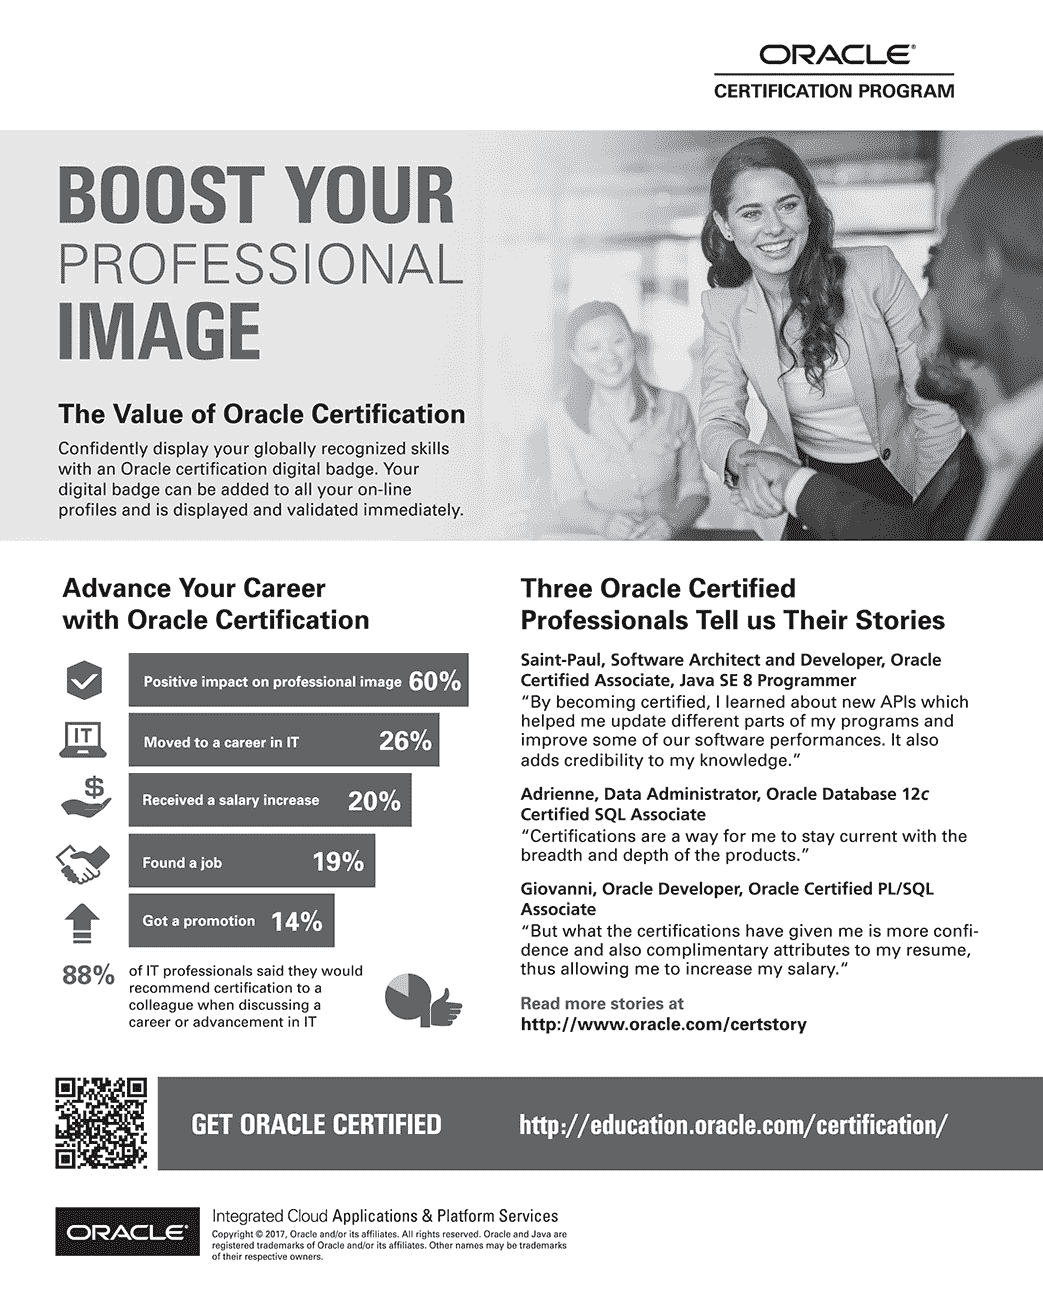 ORACLE®
CERTIFICATION PROGRAM
BOOST YOUR
PROFESSIONAL
IMAGE
The Value of Oracle Certification
Confidently display your globally recognized skills
with an Oracle certification digital badge. Your
digital badge can be added to all your on-line
profiles and is displayed and validated immediately.
Advance Your Career
with Oracle Certification
Positive impact on professional image 60%
IT
Moved to a career in IT 26%
$
Received a salary increase 20%
Found a job 19%
Got a promotion 14%
88% of IT professionals said they would
recommend certification to a
colleague when discussing a
career or advancement in IT
Three Oracle Certified
Professionals Tell us Their Stories
Saint-Paul, Software Architect and Developer, Oracle
Certified Associate, Java SE 8 Programmer
“By becoming certified, I learned about new APIs which
helped me update different parts of my programs and
improve some of our software performances. It also
adds credibility to my knowledge.”
Adrienne, Data Administrator, Oracle Database 12c
Certified SQL Associate
“Certifications are a way for me to stay current with the
breadth and depth of the products.”
Giovanni, Oracle Developer, Oracle Certified PL/SQL
Associate
“But what the certifications have given me is more confi-
dence and also complimentary attributes to my resume,
thus allowing me to increase my salary.“
Read more stories at
http://www.oracle.com/certstory
GET ORACLE CERTIFIED
http://education.oracle.com/certification/
ORACLE®
Integrated Cloud Applications & Platform Services
Copyright © 2017, Oracle and/or its affiliates. All rights reserved. Oracle and Java are
registered trademarks of Oracle and/or its affiliates. Other names may be trademarks
of their respective owners.